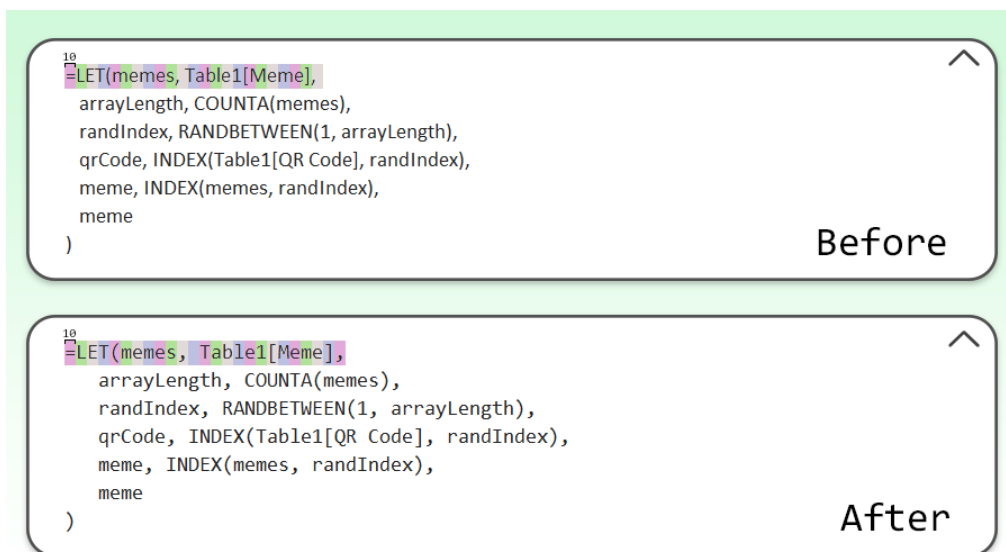 10
=LET(memes, Table1[Meme],
arrayLength, COUNTA(memes),
randIndex, RANDBETWEEN(1, arrayLength),
qrCode, INDEX(Table1[QR Code], randIndex),
meme, INDEX(memes, randIndex),
meme
)
Before
10
=LET(memes, Table1[Meme],
arrayLength, COUNTA(memes),
randIndex, RANDBETWEEN(1, arrayLength),
qrCode, INDEX(Table1[QR Code], randIndex),
meme, INDEX(memes, randIndex),
meme
)
After